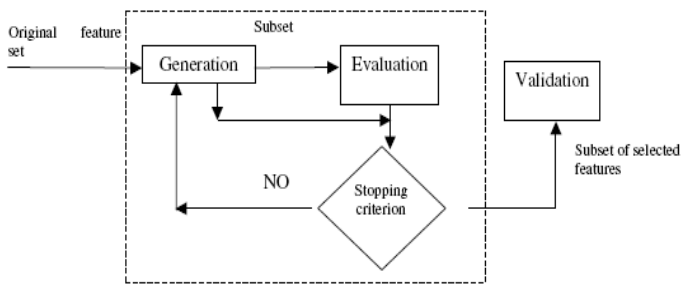 Original feature
set
Subset
Generation
Evaluation
Validation
NO
Stopping
criterion
Subset of selected
features